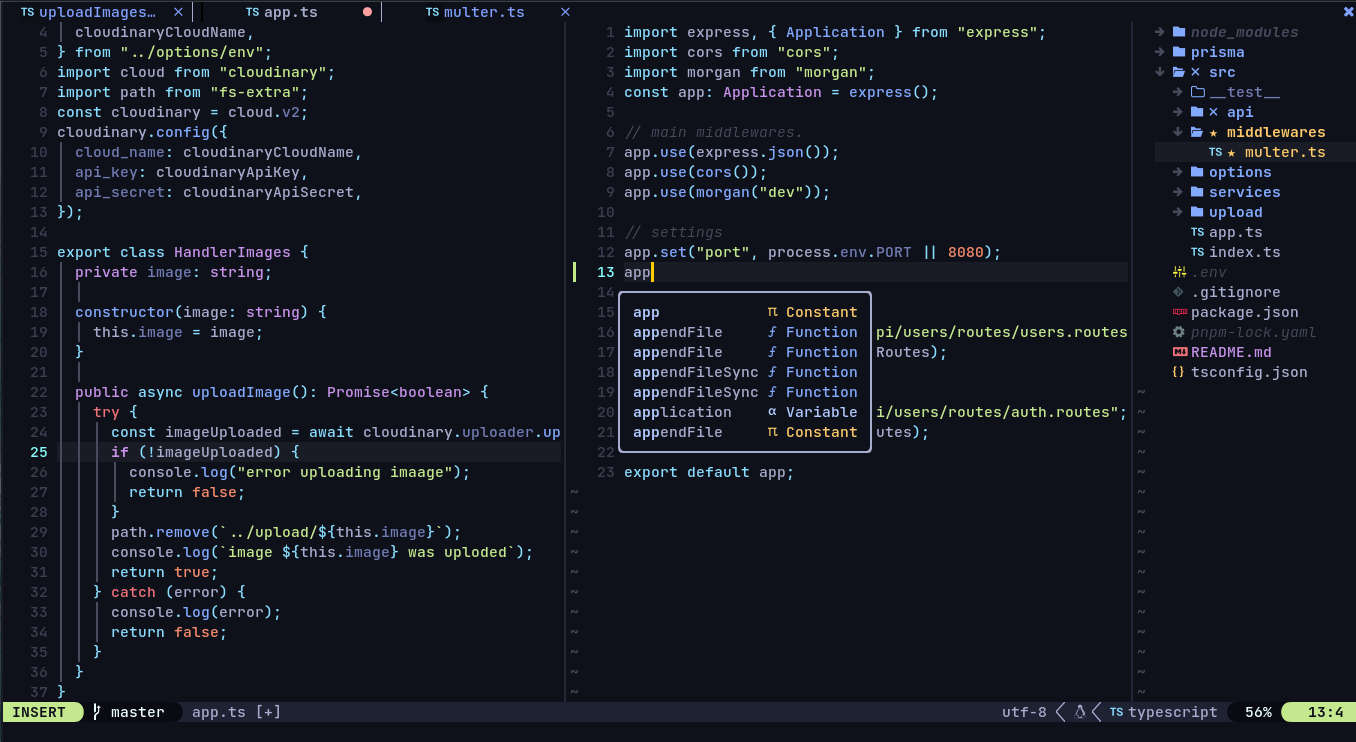 TS uploadImages… ✕ TS app.ts ● TS multer.ts ✕ ✖
4 cloudinaryCloudName,
5 } from "../options/env";
6 import cloud from "cloudinary";
7 import path from "fs-extra";
8 const cloudinary = cloud.v2;
9 cloudinary.config({
10 cloud_name: cloudinaryCloudName,
11 api_key: cloudinaryApiKey,
12 api_secret: cloudinaryApiSecret,
13 });
14
15 export class HandlerImages {
16 private image: string;
17
18 constructor(image: string) {
19 this.image = image;
20 }
21
22 public async uploadImage(): Promise<boolean> {
23 try {
24 const imageUploaded = await cloudinary.uploader.up
25 if (!imageUploaded) {
26 console.log("error uploading imaage");
27 return false;
28 }
29 path.remove(`../upload/${this.image}`);
30 console.log(`image ${this.image} was uploded`);
31 return true;
32 } catch (error) {
33 console.log(error);
34 return false;
35 }
36 }
37 }
1 import express, { Application } from "express";
2 import cors from "cors";
3 import morgan from "morgan";
4 const app: Application = express();
5
6 // main middlewares.
7 app.use(express.json());
8 app.use(cors());
9 app.use(morgan("dev"));
10
11 // settings
12 app.set("port", process.env.PORT || 8080);
13 app
14
15 app π Constant
16 appendFile ƒ Function pi/users/routes/users.routes
17 appendFile ƒ Function Routes);
18 appendFileSync ƒ Function
19 appendFileSync ƒ Function
20 application α Variable i/users/routes/auth.routes";
21 appendFile π Constant utes);
22
23 export default app;
node_modules
prisma
✕ src
__test__
✕ api
★ middlewares
TS ★ multer.ts
options
services
upload
TS app.ts
TS index.ts
.env
.gitignore
package.json
pnpm-lock.yaml
README.md
{} tsconfig.json
INSERT master app.ts [+] utf-8 TS typescript 56% 13:4